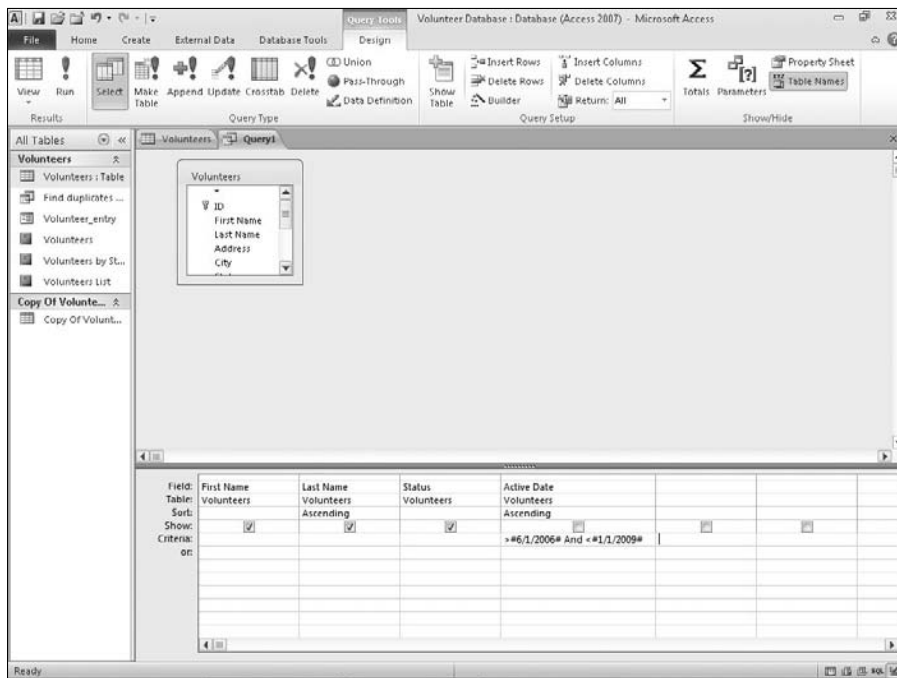 Query Tools
Volunteer Database : Database (Access 2007) - Microsoft Access
File Home Create External Data Database Tools Design
View
Run
Select
Make Table
Append
Update
Crosstab
Delete
Union
Pass-Through
Data Definition
Show Table
Insert Rows
Delete Rows
Builder
Insert Columns
Delete Columns
Return: All
Totals
Parameters
Property Sheet
Table Names
Results
Query Type
Query Setup
Show/Hide
All Tables
Volunteers
Volunteers : Table
Find duplicates ...
Volunteer_entry
Volunteers
Volunteers by St...
Volunteers List
Copy Of Volunte...
Copy Of Volunt...
Volunteers
Query1
Volunteers
*
ID
First Name
Last Name
Address
City
Field: First Name Last Name Status Active Date
Table: Volunteers Volunteers Volunteers Volunteers
Sort: Ascending Ascending
Show:
Criteria: >#6/1/2006# And <#1/1/2009#
or:
Ready
SQL